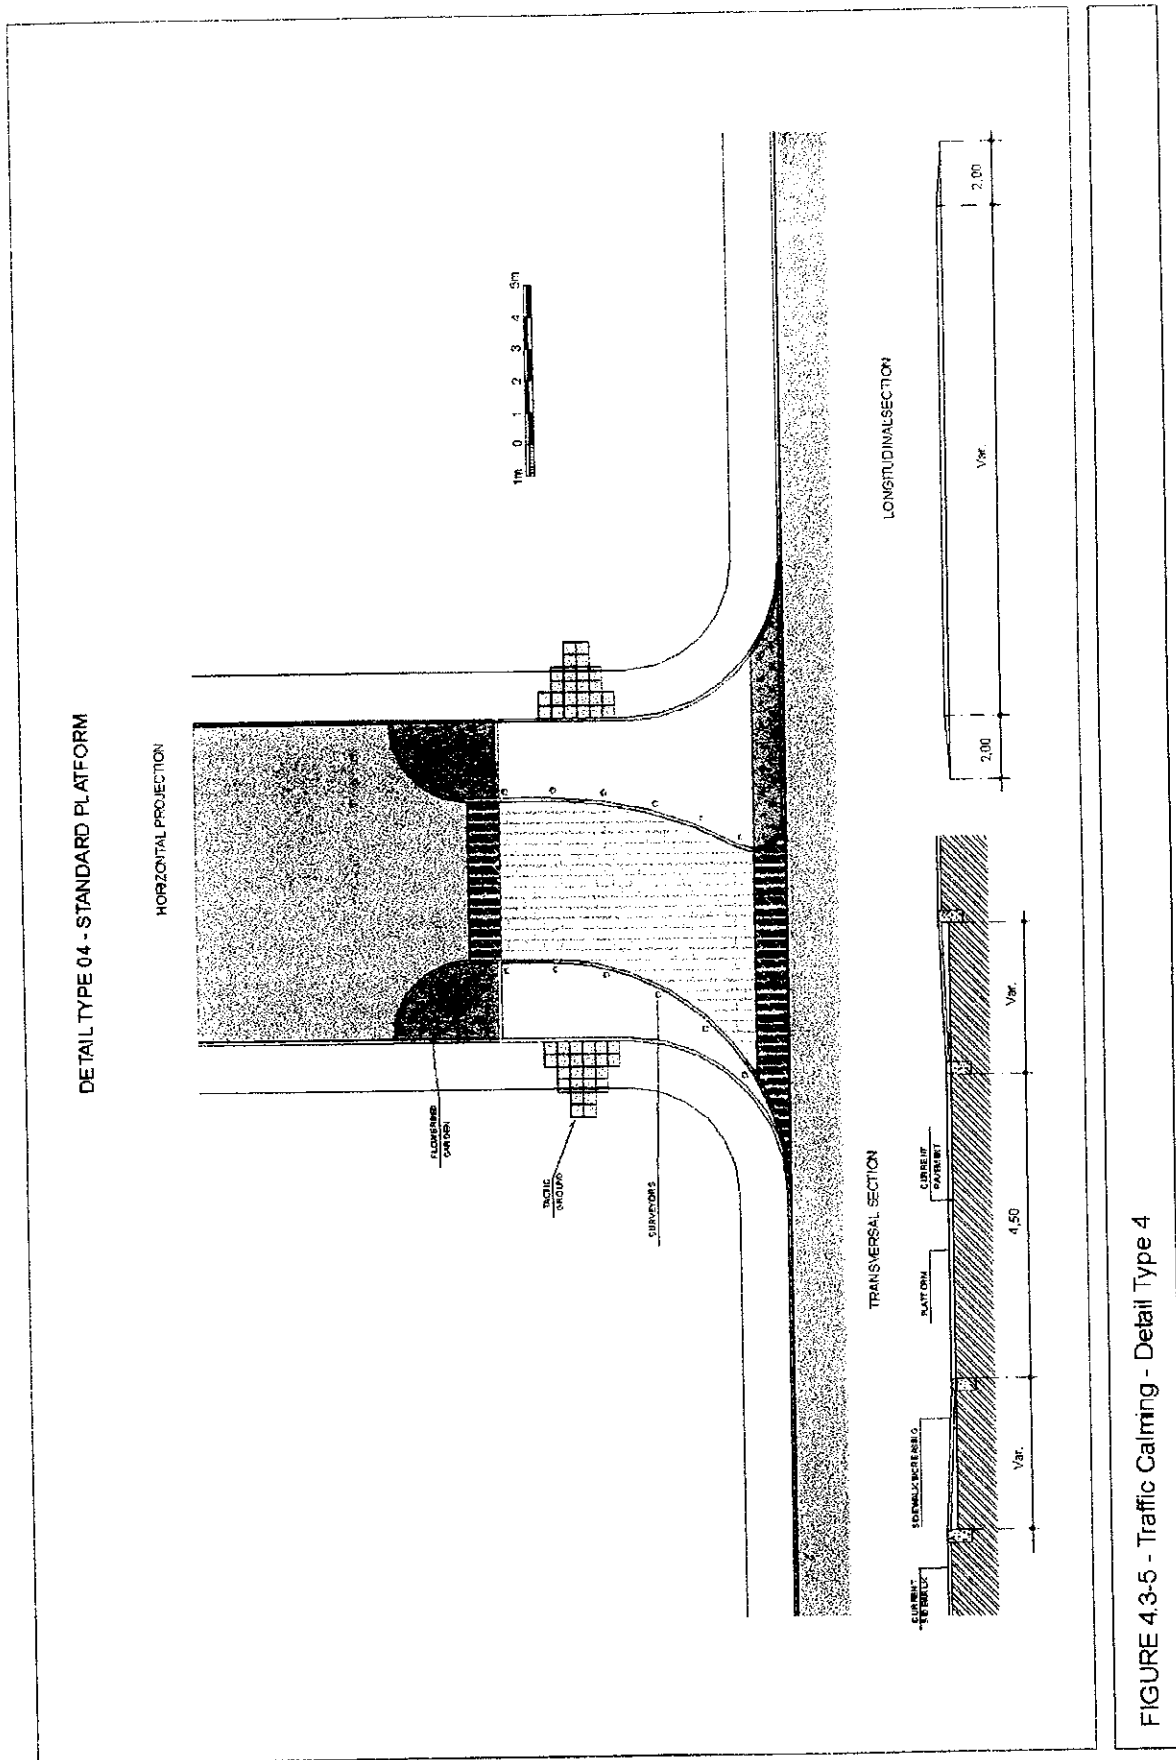 DETAIL TYPE 04 - STANDARD PLATFORM
HORIZONTAL PROJECTION
FLOWERING
GARDEN
TACTIC
GROUND
SURVEYORS
1m 0 1 2 3 4 5m
TRANSVERSAL SECTION
CURRENT
SIDEWALK
SIDEWALK INCREASING
PLATFORM
CURRENT
PAVEMENT
Var.
4,50
Var.
LONGITUDINAL SECTION
2,00
Var.
2,00
FIGURE 4.3-5 - Traffic Calming - Detail Type 4